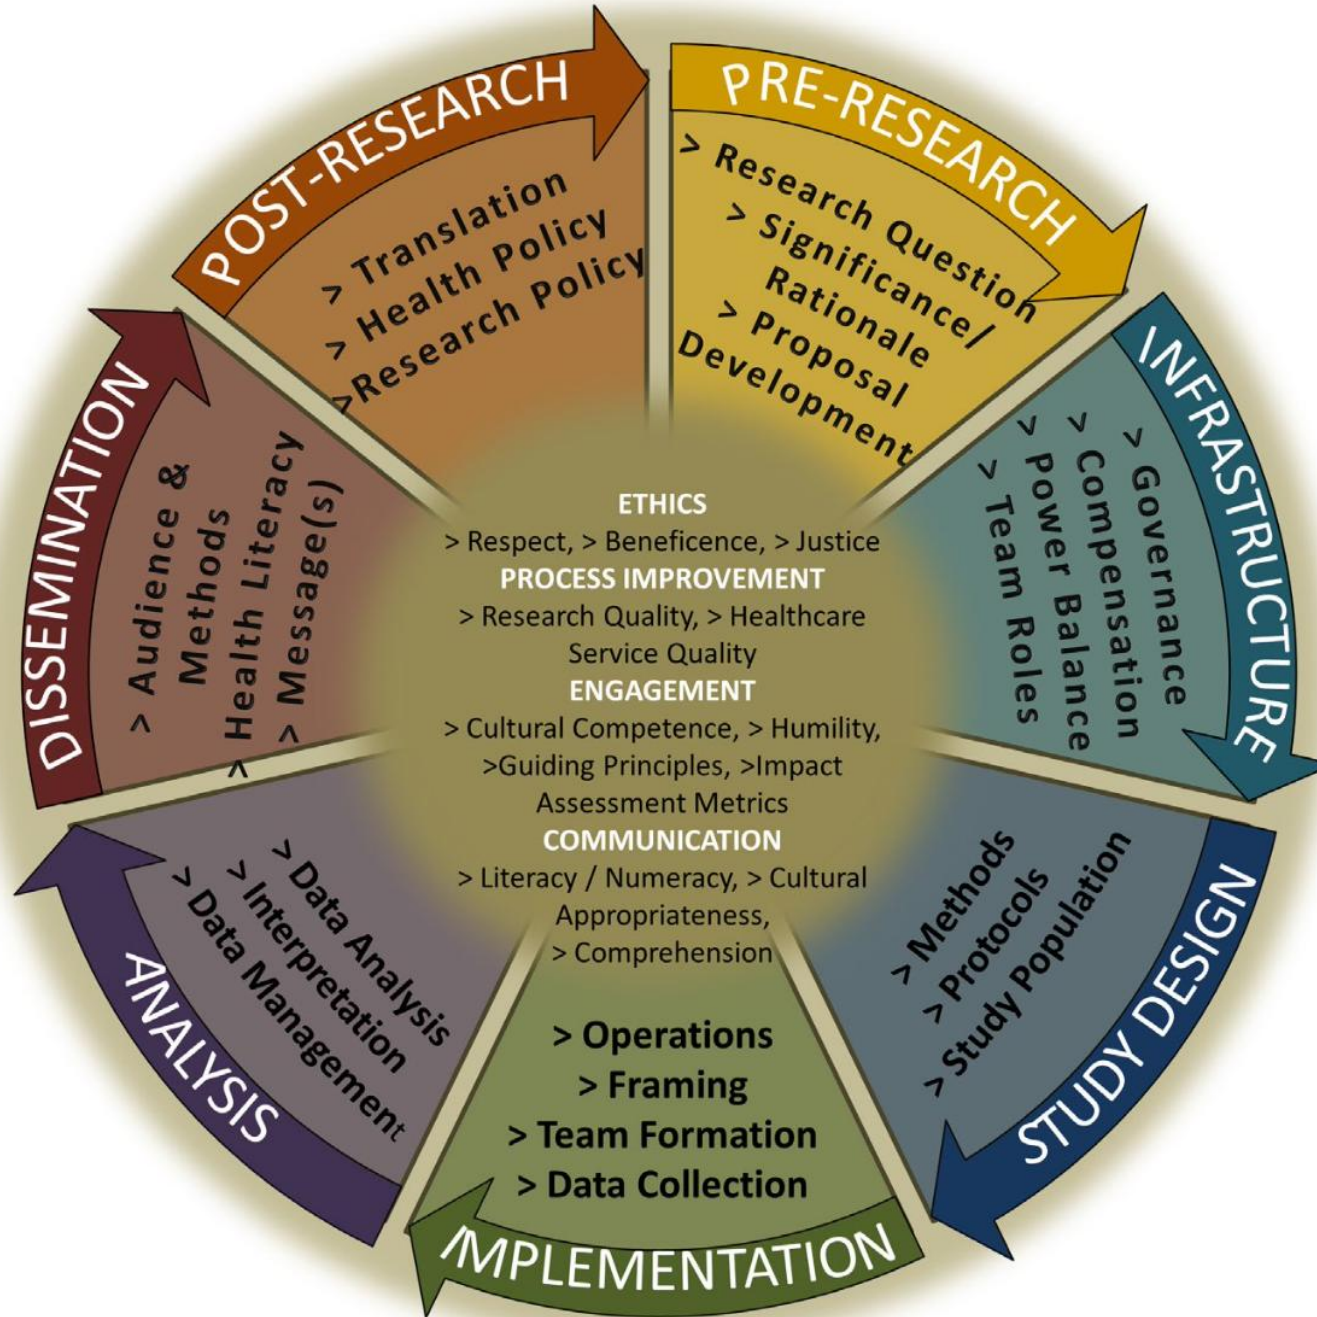 PRE-RESEARCH
> Research Question
> Significance/
Rationale
> Proposal
Development
INFRASTRUCTURE
> Governance
> Compensation
> Power Balance
> Team Roles
STUDY DESIGN
> Methods
> Protocols
> Study Population
IMPLEMENTATION
> Operations
> Framing
> Team Formation
> Data Collection
ANALYSIS
> Data Analysis
> Interpretation
> Data Management
DISSEMINATION
> Audience &
Methods
> Health Literacy
> Message(s)
POST-RESEARCH
> Translation
> Health Policy
>Research Policy
ETHICS
> Respect, > Beneficence, > Justice
PROCESS IMPROVEMENT
> Research Quality, > Healthcare
Service Quality
ENGAGEMENT
> Cultural Competence, > Humility,
>Guiding Principles, >Impact
Assessment Metrics
COMMUNICATION
> Literacy / Numeracy, > Cultural
Appropriateness,
> Comprehension